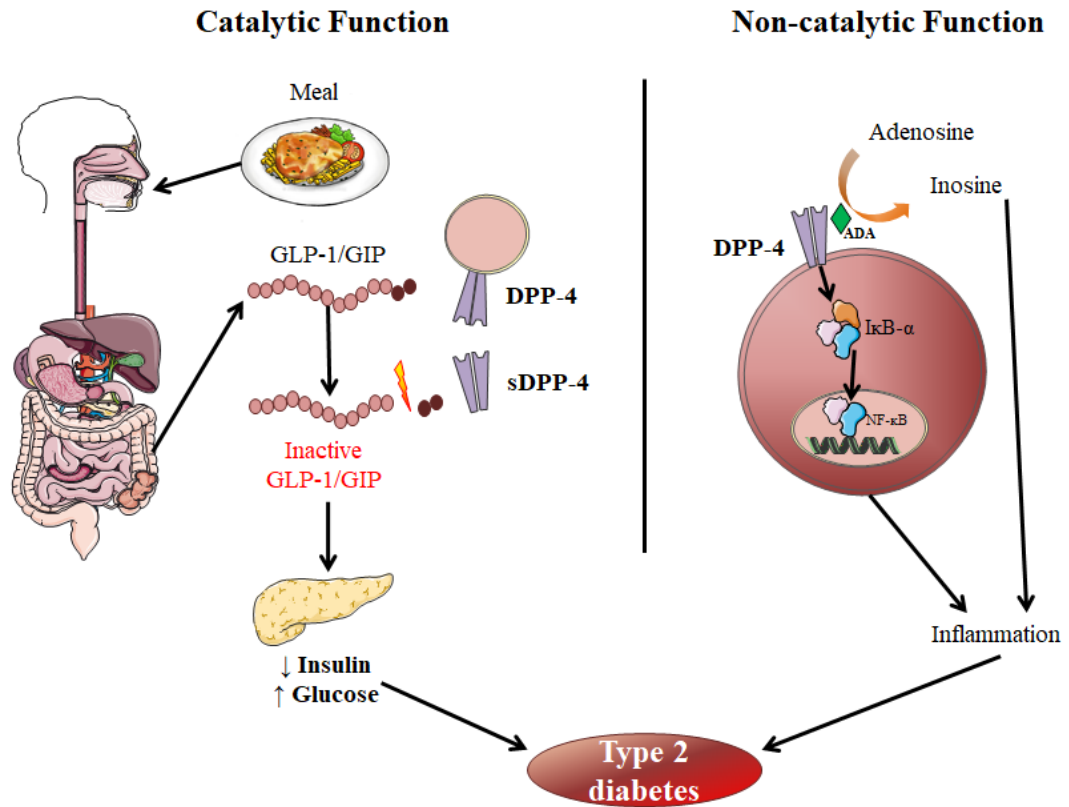 Catalytic Function
Non-catalytic Function
Meal
GLP-1/GIP
DPP-4
sDPP-4
Inactive
GLP-1/GIP
↓ Insulin
↑ Glucose
Adenosine
Inosine
ADA
DPP-4
IκB-α
NF-κB
Inflammation
Type 2
diabetes